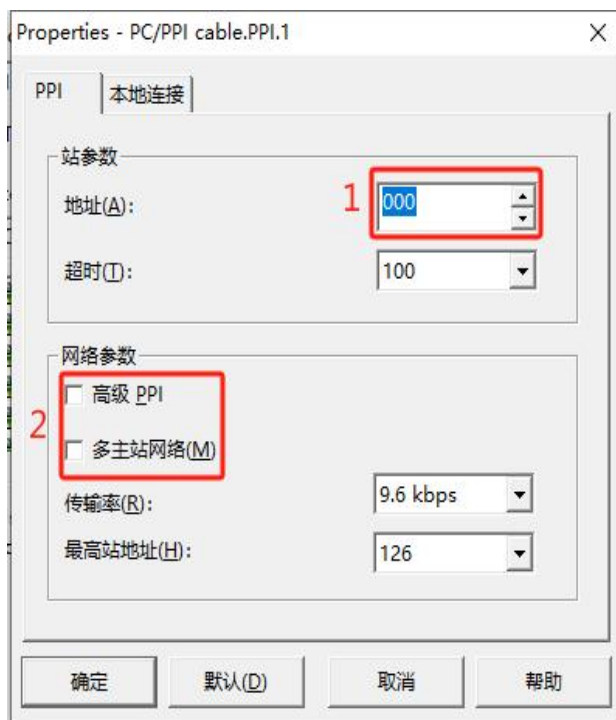 Properties - PC/PPI cable.PPI.1
PPI 本地连接
站参数
地址(A): 1 000
超时(T): 100
网络参数
高级 PPI
2
多主站网络(M)
传输率(R): 9.6 kbps
最高站地址(H): 126
确定 默认(D) 取消 帮助